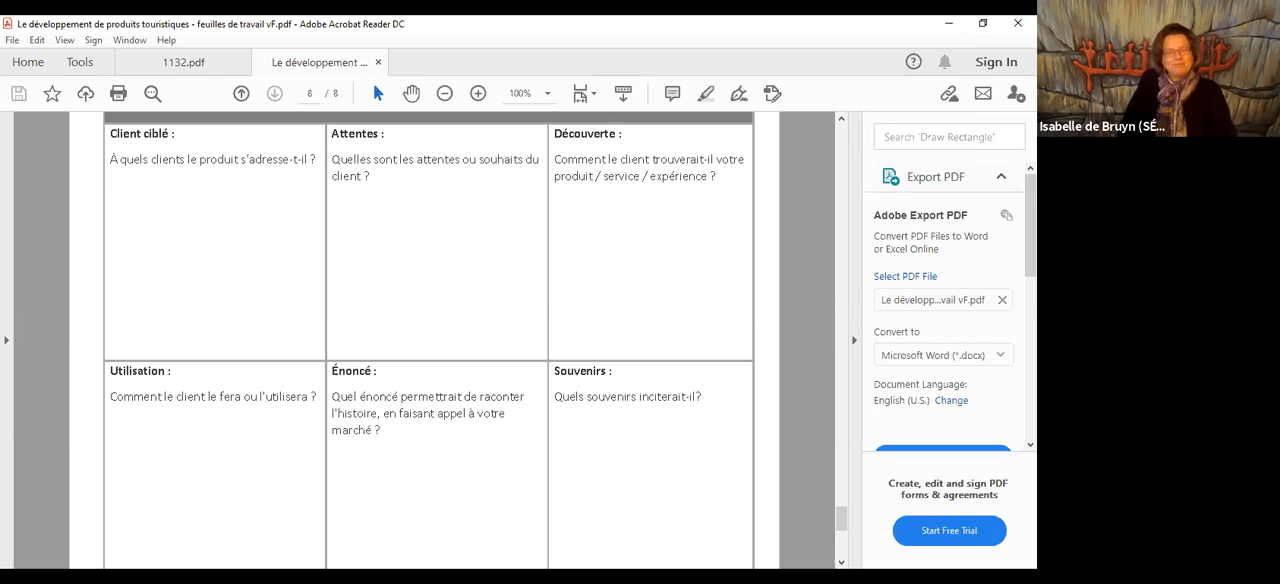 Le développement de produits touristiques - feuilles de travail vF.pdf - Adobe Acrobat Reader DC
File Edit View Sign Window Help
Home Tools 1132.pdf Le développement ... × Sign In
8 / 8 100%
Client ciblé :
À quels clients le produit s'adresse-t-il ?
Attentes :
Quelles sont les attentes ou souhaits du
client ?
Découverte :
Comment le client trouverait-il votre
produit / service / expérience ?
Utilisation :
Comment le client le fera ou l'utilisera ?
Énoncé :
Quel énoncé permettrait de raconter
l'histoire, en faisant appel à votre
marché ?
Souvenirs :
Quels souvenirs inciterait-il?
Search 'Draw Rectangle'
Export PDF
Adobe Export PDF
Convert PDF Files to Word
or Excel Online
Select PDF File
Le développ...vail vF.pdf
Convert to
Microsoft Word (*.docx)
Document Language:
English (U.S.) Change
Create, edit and sign PDF
forms & agreements
Start Free Trial
Isabelle de Bruyn (SÉ...